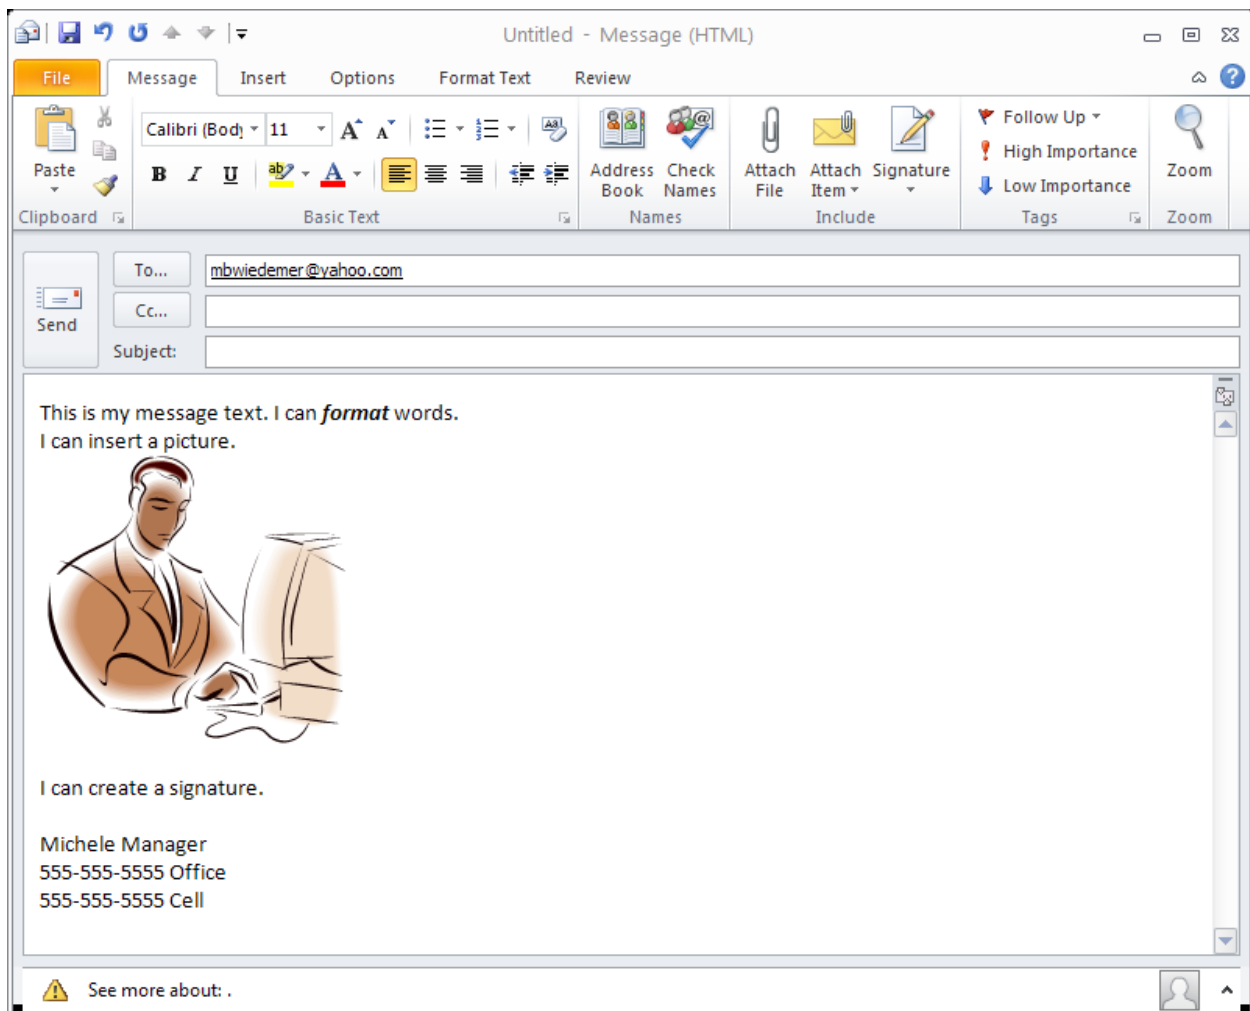 Untitled - Message (HTML)
File Message Insert Options Format Text Review
Calibri (Body 11
Follow Up
High Importance
Low Importance
Paste
B I U ab A
Address Book
Check Names
Attach File
Attach Item
Signature
Zoom
Clipboard Basic Text Names Include Tags Zoom
To... mbwiedemer@yahoo.com
Cc...
Send
Subject:
This is my message text. I can format words.
I can insert a picture.
I can create a signature.
Michele Manager
555-555-5555 Office
555-555-5555 Cell
See more about: .